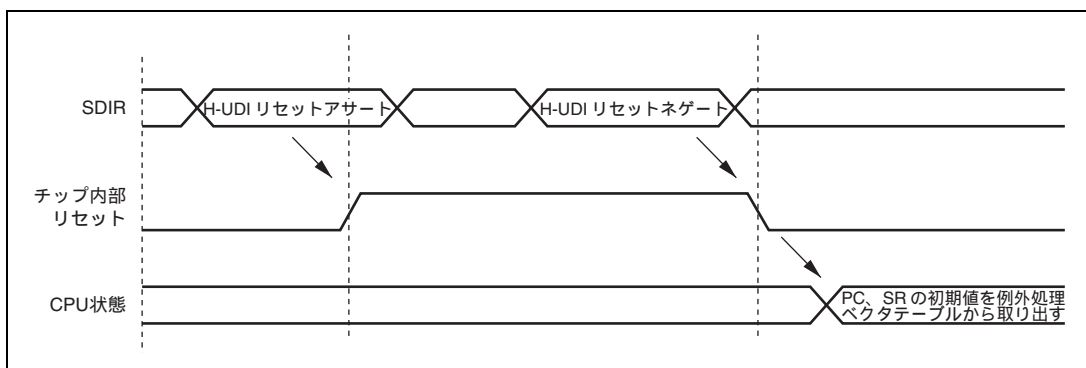 SDIR
H-UDI リセットアサート
H-UDI リセットネゲート
チップ内部
リセット
CPU状態
PC、SR の初期値を例外処理
ベクタテーブルから取り出す